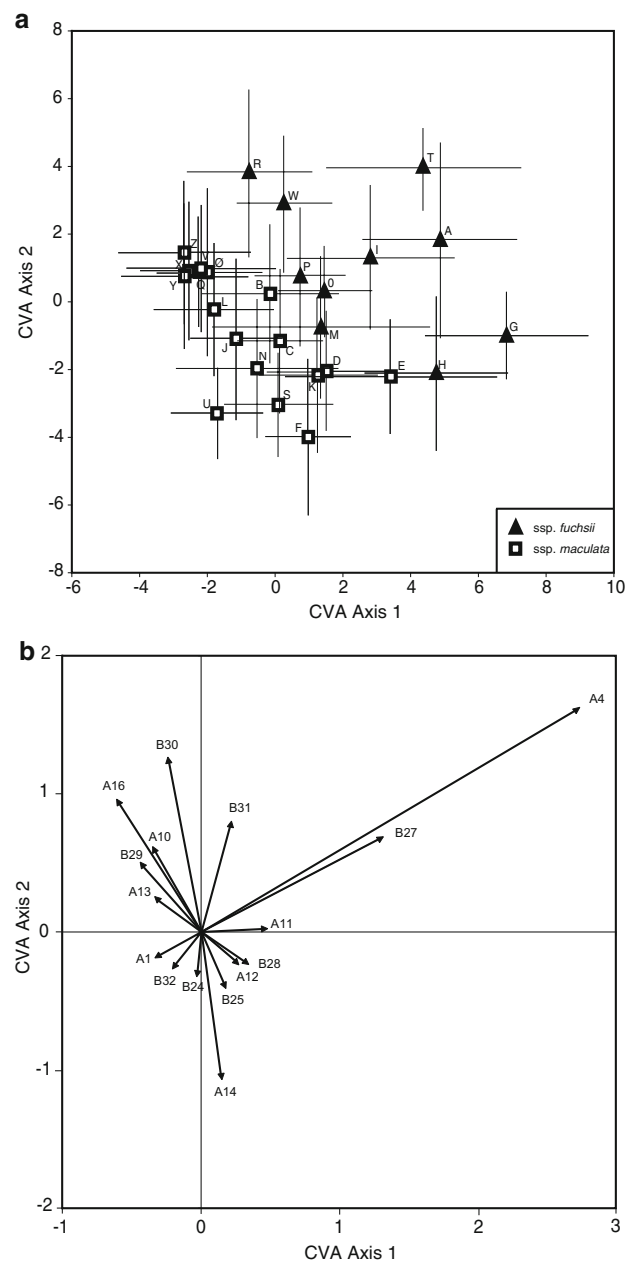 a
8
6
4
2
0
-2
-4
-6
-8
CVA Axis 2
R
T
W
A
Z
I
X
V
Ø
P
Y
Q
B
0
L
M
G
J
C
N
D
E
H
K
U
S
F
ssp. fuchsii
ssp. maculata
-6
-4
-2
0
2
4
6
8
10
CVA Axis 1
b
2
1
0
-1
-2
CVA Axis 2
A4
B30
A16
B31
A10
B27
B29
A13
A11
A1
B28
B32
B24
A12
B25
A14
-1
0
1
2
3
CVA Axis 1